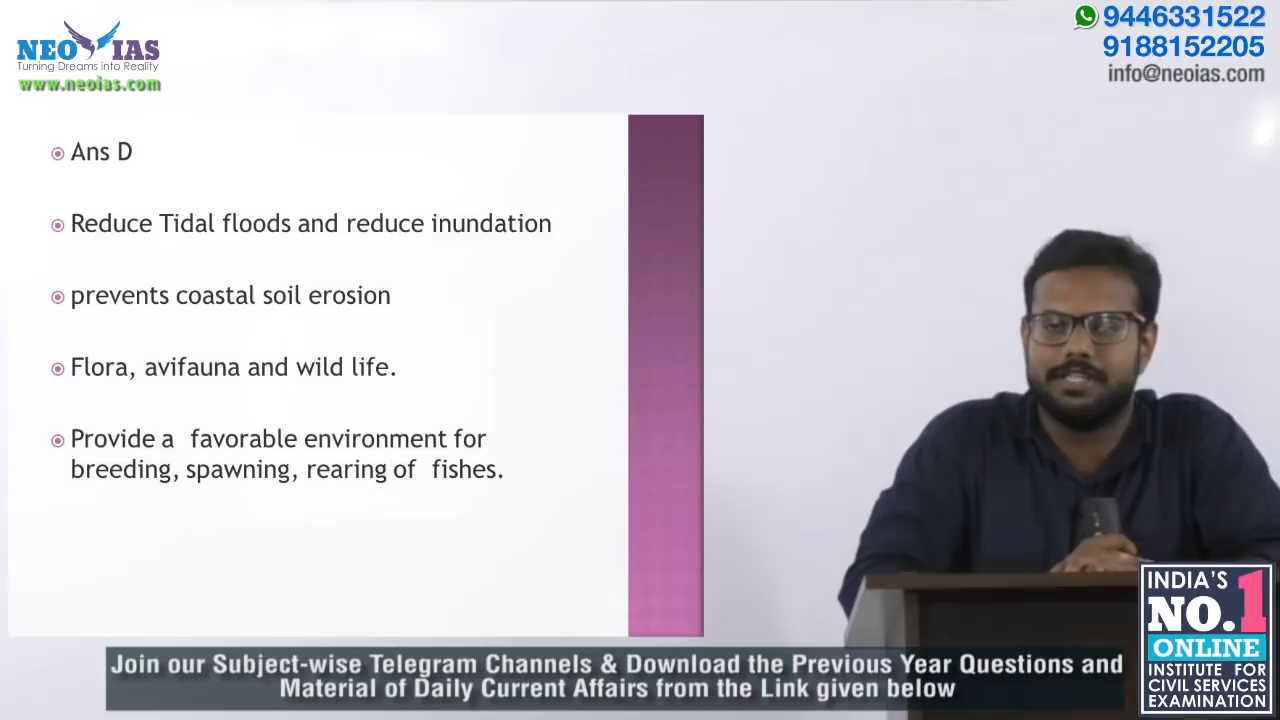 NEO IAS
Turning Dreams into Reality
www.neoias.com
9446331522
9188152205
info@neoias.com
Ans D
Reduce Tidal floods and reduce inundation
prevents coastal soil erosion
Flora, avifauna and wild life.
Provide a favorable environment for
breeding, spawning, rearing of fishes.
INDIA'S
NO.1
ONLINE
INSTITUTE FOR
CIVIL SERVICES
EXAMINATION
Join our Subject-wise Telegram Channels & Download the Previous Year Questions and
Material of Daily Current Affairs from the Link given below